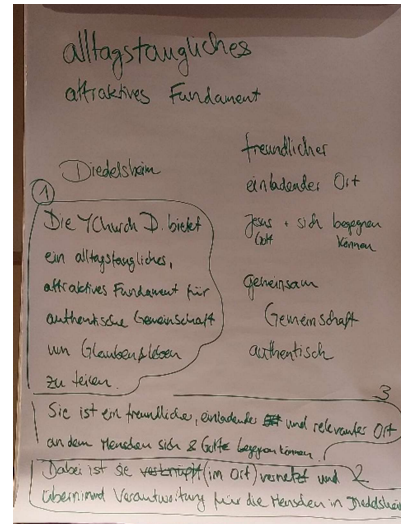 alltagstaugliches
attraktives Fundament
Diedelsheim
1
Die YChurch D. bietet
ein alltagstaugliches,
attraktives Fundament für
authentische Gemeinschaft
um Glauben & leben
zu teilen.
freundlicher
einladender Ort
Jesus + sich begegnen
Gott können
gemeinsam
Gemeinschaft
authentisch
3
Sie ist ein freundlicher, einladender und relevanter Ort
an dem Menschen sich & Gott begegnen können.
2
Dabei ist sie verknüpft (im Ort) vernetzt und
übernimmt Verantwortung für die Menschen in Diedelsheim